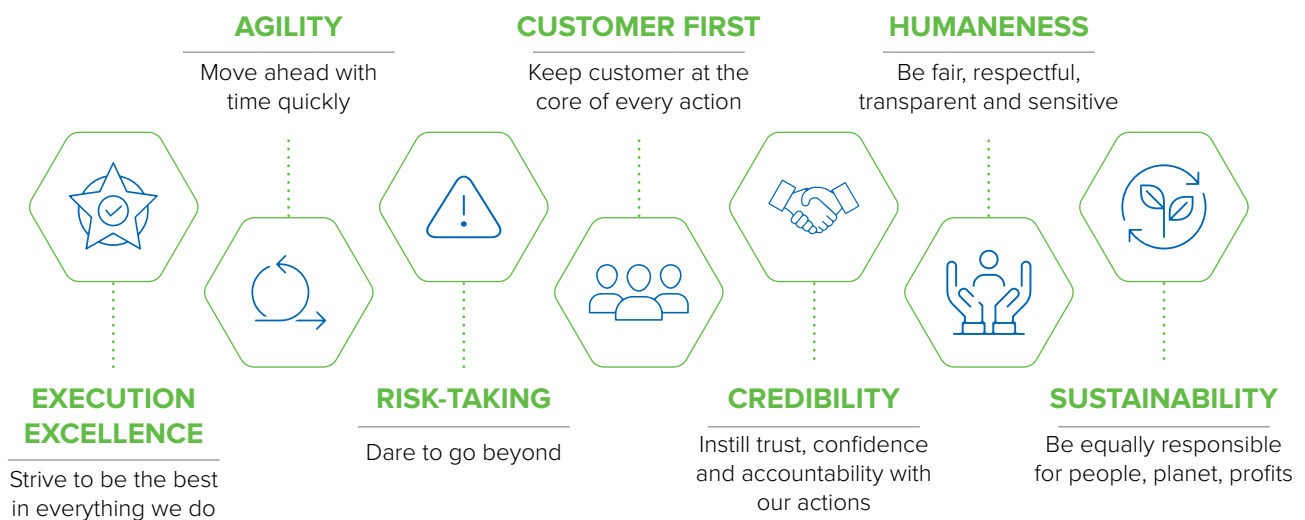 AGILITY
Move ahead with
time quickly
CUSTOMER FIRST
Keep customer at the
core of every action
HUMANENESS
Be fair, respectful,
transparent and sensitive
EXECUTION
EXCELLENCE
Strive to be the best
in everything we do
RISK-TAKING
Dare to go beyond
CREDIBILITY
Instill trust, confidence
and accountability with
our actions
SUSTAINABILITY
Be equally responsible
for people, planet, profits